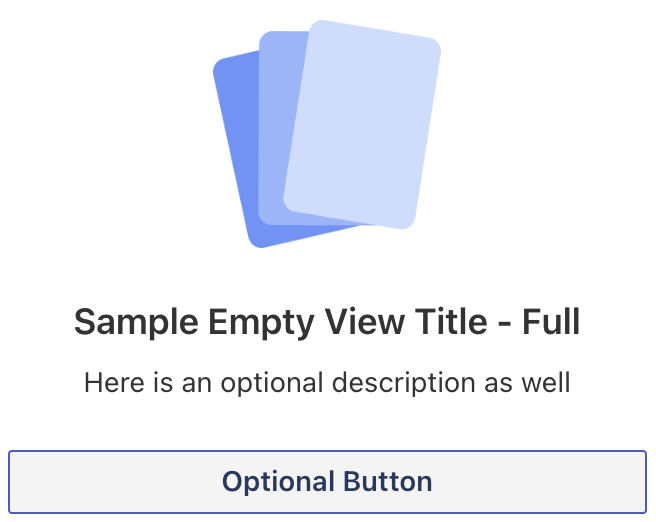 Sample Empty View Title - Full
Here is an optional description as well
Optional Button